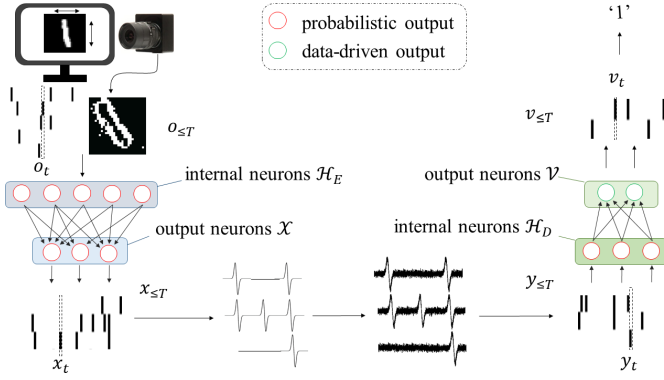 probabilistic output
data-driven output
'1'
v_t
v_{≤T}
o_{≤T}
o_t
internal neurons ℋ_E
output neurons 𝒱
output neurons 𝒳
internal neurons ℋ_D
x_{≤T}
y_{≤T}
x_t
y_t